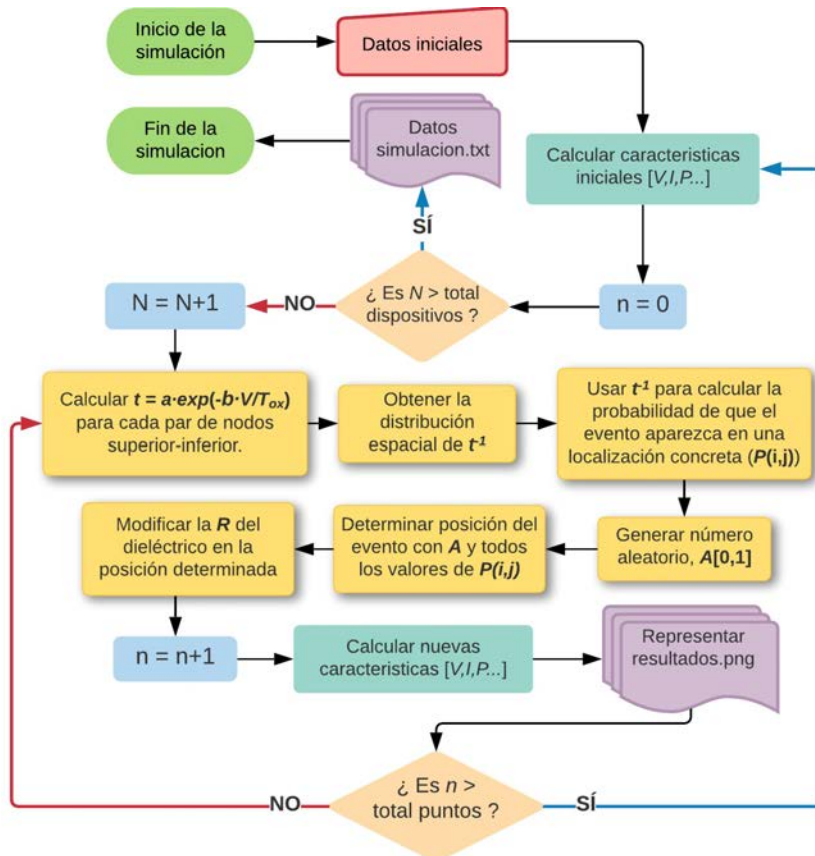 Inicio de la
simulación
Datos iniciales
Fin de la
simulacion
Datos
simulacion.txt
Calcular caracteristicas
iniciales [V,I,P...]
SÍ
N = N+1
NO
¿ Es N > total
dispositivos ?
n = 0
Calcular t = a·exp(-b·V/Tox)
para cada par de nodos
superior-inferior.
Obtener la
distribución
espacial de t-1
Usar t-1 para calcular la
probabilidad de que el
evento aparezca en una
localización concreta (P(i,j))
Modificar la R del
dieléctrico en la
posición determinada
Determinar posición del
evento con A y todos
los valores de P(i,j)
Generar número
aleatorio, A[0,1]
n = n+1
Calcular nuevas
caracteristicas [V,I,P...]
Representar
resultados.png
NO
¿ Es n >
total puntos ?
SÍ